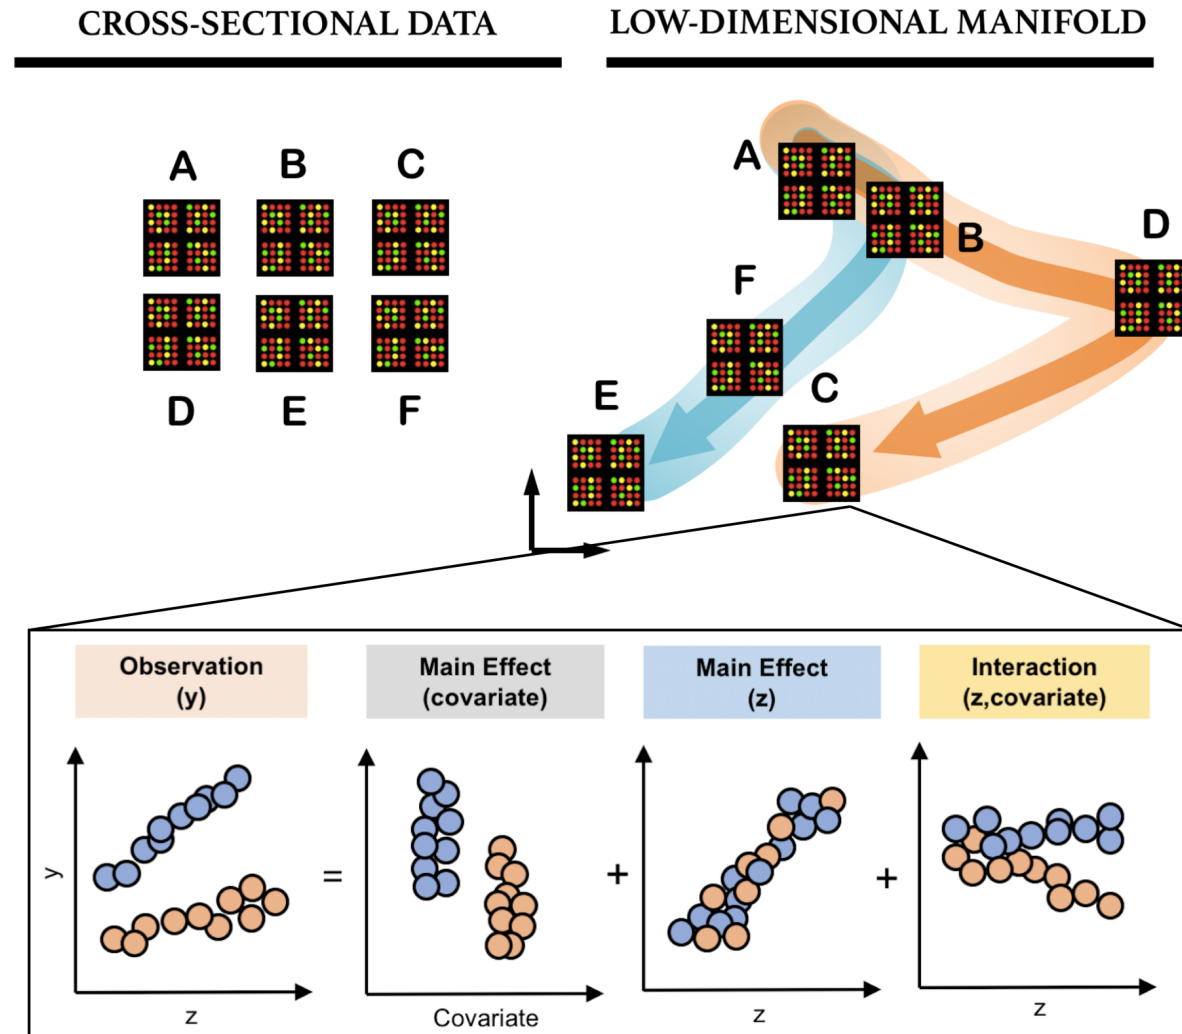 CROSS-SECTIONAL DATA
LOW-DIMENSIONAL MANIFOLD
A B C
D E F
A
B
D
F
C
E
Observation
(y)
Main Effect
(covariate)
Main Effect
(z)
Interaction
(z,covariate)
y
=
+
+
z
Covariate
z
z